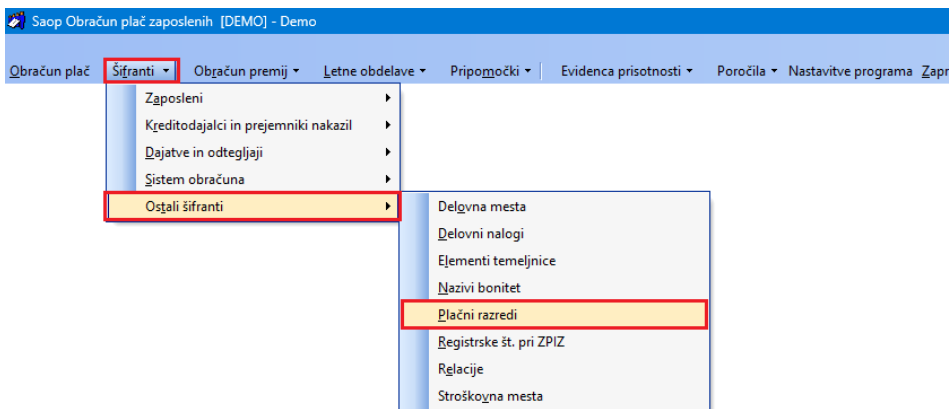 Saop Obračun plač zaposlenih [DEMO] - Demo
Obračun plač Šifranti Obračun premij Letne obdelave Pripomočki Evidenca prisotnosti Poročila Nastavitve programa Zapr
Zaposleni
Kreditodajalci in prejemniki nakazil
Dajatve in odtegljaji
Sistem obračuna
Ostali šifranti
Delovna mesta
Delovni nalogi
Elementi temeljnice
Nazivi bonitet
Plačni razredi
Registrske št. pri ZPIZ
Relacije
Stroškovna mesta